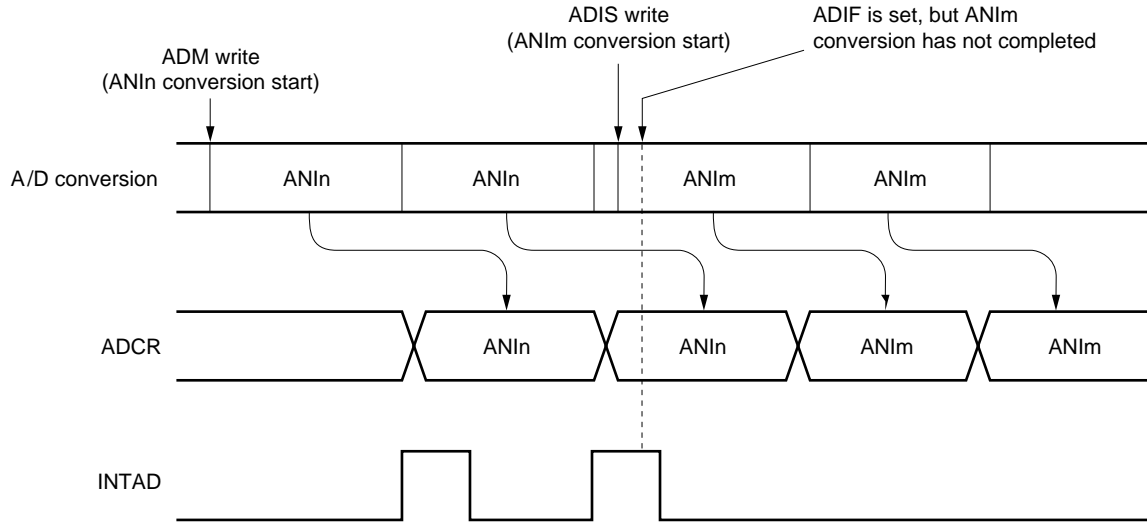 ADM write
(ANIn conversion start)
ADIS write
(ANIm conversion start)
ADIF is set, but ANIm
conversion has not completed
A/D conversion
ANIn
ANIn
ANIm
ANIm
ADCR
ANIn
ANIn
ANIm
ANIm
INTAD